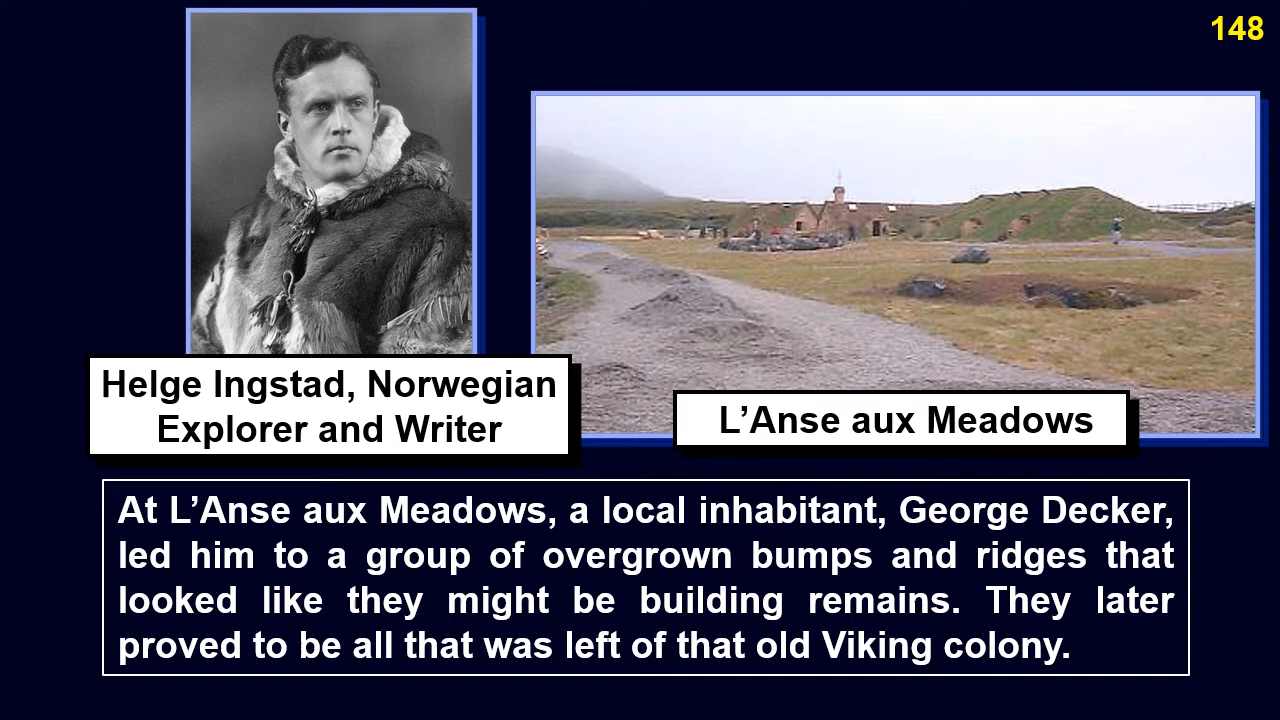 148
Helge Ingstad, Norwegian
Explorer and Writer
L’Anse aux Meadows
At L’Anse aux Meadows, a local inhabitant, George Decker,
led him to a group of overgrown bumps and ridges that
looked like they might be building remains. They later
proved to be all that was left of that old Viking colony.